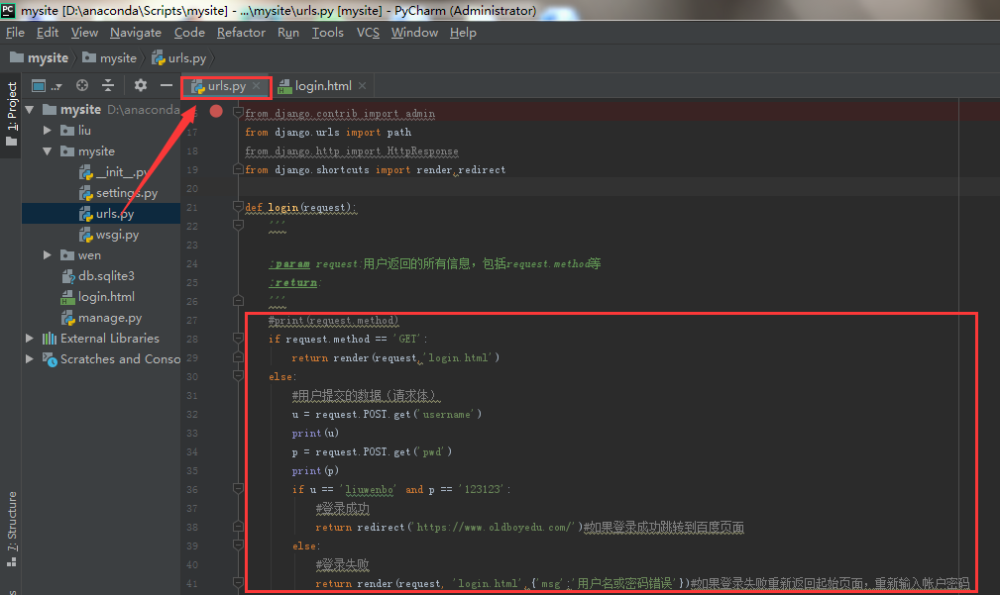 PC mysite [D:\anaconda\Scripts\mysite] - ...\mysite\urls.py [mysite] - PyCharm (Administrator)
File Edit View Navigate Code Refactor Run Tools VCS Window Help
mysite mysite urls.py
1: Project
urls.py login.html
mysite D:\anaconda
liu
mysite
__init__.py
settings.py
urls.py
wsgi.py
wen
db.sqlite3
login.html
manage.py
External Libraries
Scratches and Conso
7: Structure
from django.contrib import admin
17 from django.urls import path
18 from django.http import HttpResponse
19 from django.shortcuts import render,redirect
20
21 def login(request):
22 '''
23
24 :param request:用户返回的所有信息，包括request.method等
25 :return:
26 '''
27 #print(request.method)
28 if request.method == 'GET':
29 return render(request,'login.html')
30 else:
31 #用户提交的数据（请求体）
32 u = request.POST.get('username')
33 print(u)
34 p = request.POST.get('pwd')
35 print(p)
36 if u == 'liuwenbo' and p == '123123':
37 #登录成功
38 return redirect('https://www.oldboyedu.com/')#如果登录成功跳转到百度页面
39 else:
40 #登录失败
41 return render(request, 'login.html',{'msg':'用户名或密码错误'})#如果登录失败重新返回起始页面，重新输入帐户密码